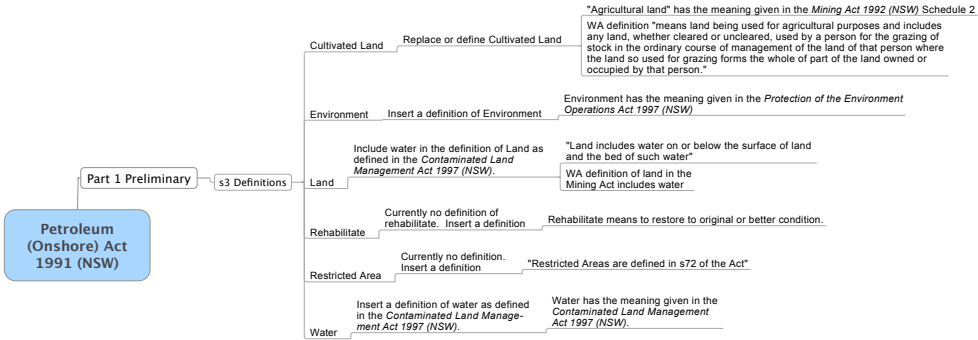 Petroleum
(Onshore) Act
1991 (NSW)
Part 1 Preliminary
s3 Definitions
Cultivated Land
Replace or define Cultivated Land
"Agricultural land" has the meaning given in the Mining Act 1992 (NSW) Schedule 2
WA definition "means land being used for agricultural purposes and includes
any land, whether cleared or uncleared, used by a person for the grazing of
stock in the ordinary course of management of the land of that person where
the land so used for grazing forms the whole of part of the land owned or
occupied by that person."
Environment
Insert a definition of Environment
Environment has the meaning given in the Protection of the Environment
Operations Act 1997 (NSW)
Land
Include water in the definition of Land as
defined in the Contaminated Land
Management Act 1997 (NSW).
"Land includes water on or below the surface of land
and the bed of such water"
WA definition of land in the
Mining Act includes water
Rehabilitate
Currently no definition of
rehabilitate. Insert a definition
Rehabilitate means to restore to original or better condition.
Restricted Area
Currently no definition.
Insert a definition
"Restricted Areas are defined in s72 of the Act"
Water
Insert a definition of water as defined
in the Contaminated Land Manage-
ment Act 1997 (NSW).
Water has the meaning given in the
Contaminated Land Management
Act 1997 (NSW).